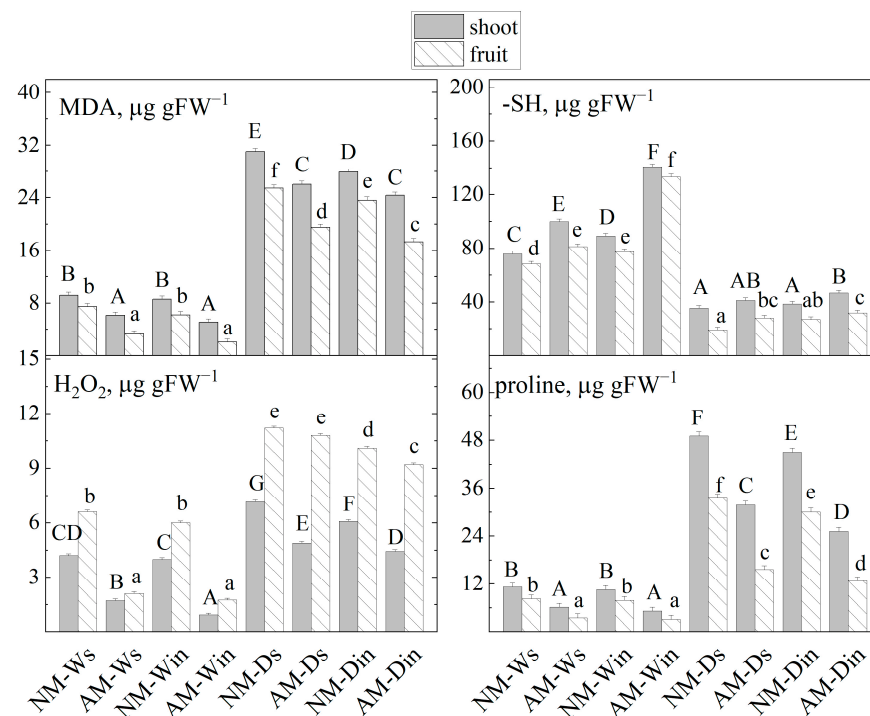 shoot
fruit
MDA, μg gFW⁻¹
40
32
24
16
8
B b A a B b A a E f C d D e C c
-SH, μg gFW⁻¹
200
160
120
80
40
C d E e D e F f A a AB bc A ab B c
H₂O₂, μg gFW⁻¹
15
12
9
6
3
CD b B a C b A a G e E e F d D c
proline, μg gFW⁻¹
60
48
36
24
12
B b A a B b A a F f C c E e D d
NM-Ws AM-Ws NM-Win AM-Win NM-Ds AM-Ds NM-Din AM-Din
NM-Ws AM-Ws NM-Win AM-Win NM-Ds AM-Ds NM-Din AM-Din